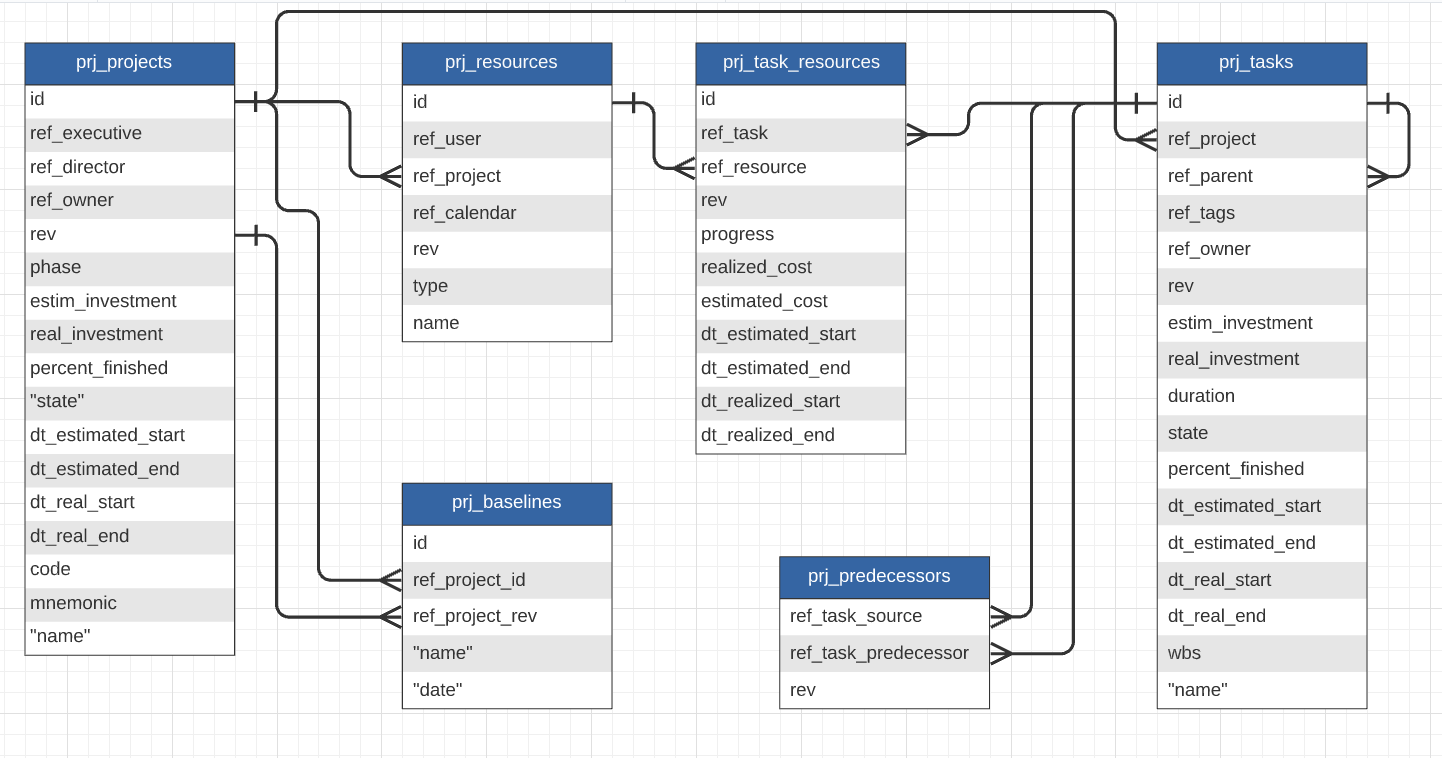 prj_projects
id
ref_executive
ref_director
ref_owner
rev
phase
estim_investment
real_investment
percent_finished
"state"
dt_estimated_start
dt_estimated_end
dt_real_start
dt_real_end
code
mnemonic
"name"
prj_resources
id
ref_user
ref_project
ref_calendar
rev
type
name
prj_baselines
id
ref_project_id
ref_project_rev
"name"
"date"
prj_task_resources
id
ref_task
ref_resource
rev
progress
realized_cost
estimated_cost
dt_estimated_start
dt_estimated_end
dt_realized_start
dt_realized_end
prj_predecessors
ref_task_source
ref_task_predecessor
rev
prj_tasks
id
ref_project
ref_parent
ref_tags
ref_owner
rev
estim_investment
real_investment
duration
state
percent_finished
dt_estimated_start
dt_estimated_end
dt_real_start
dt_real_end
wbs
"name"